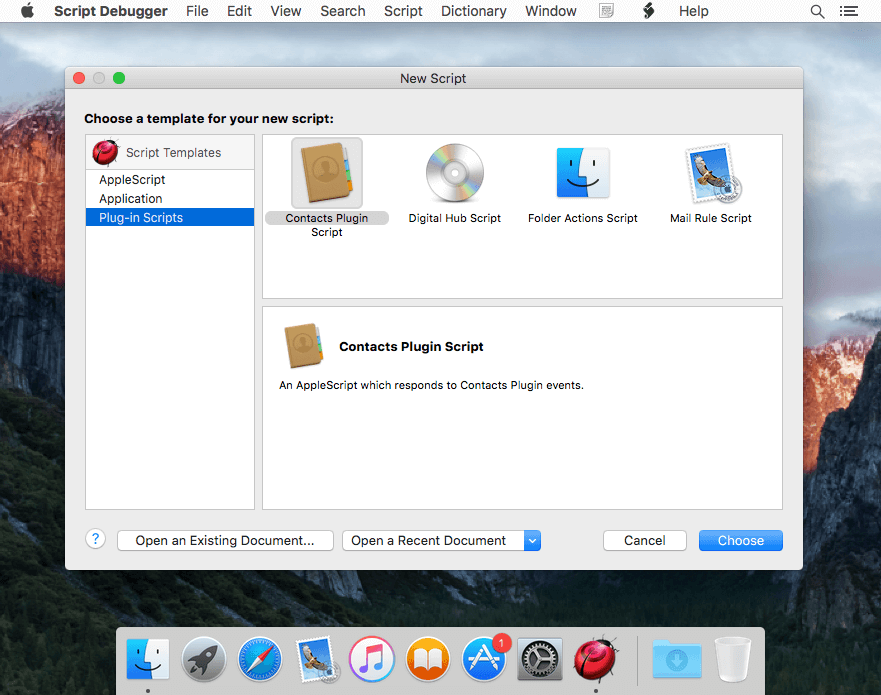 Script Debugger File Edit View Search Script Dictionary Window Help
New Script
Choose a template for your new script:
Script Templates
AppleScript
Application
Plug-in Scripts
Contacts Plugin Script
Digital Hub Script
Folder Actions Script
Mail Rule Script
Contacts Plugin Script
An AppleScript which responds to Contacts Plugin events.
? Open an Existing Document... Open a Recent Document Cancel Choose
1